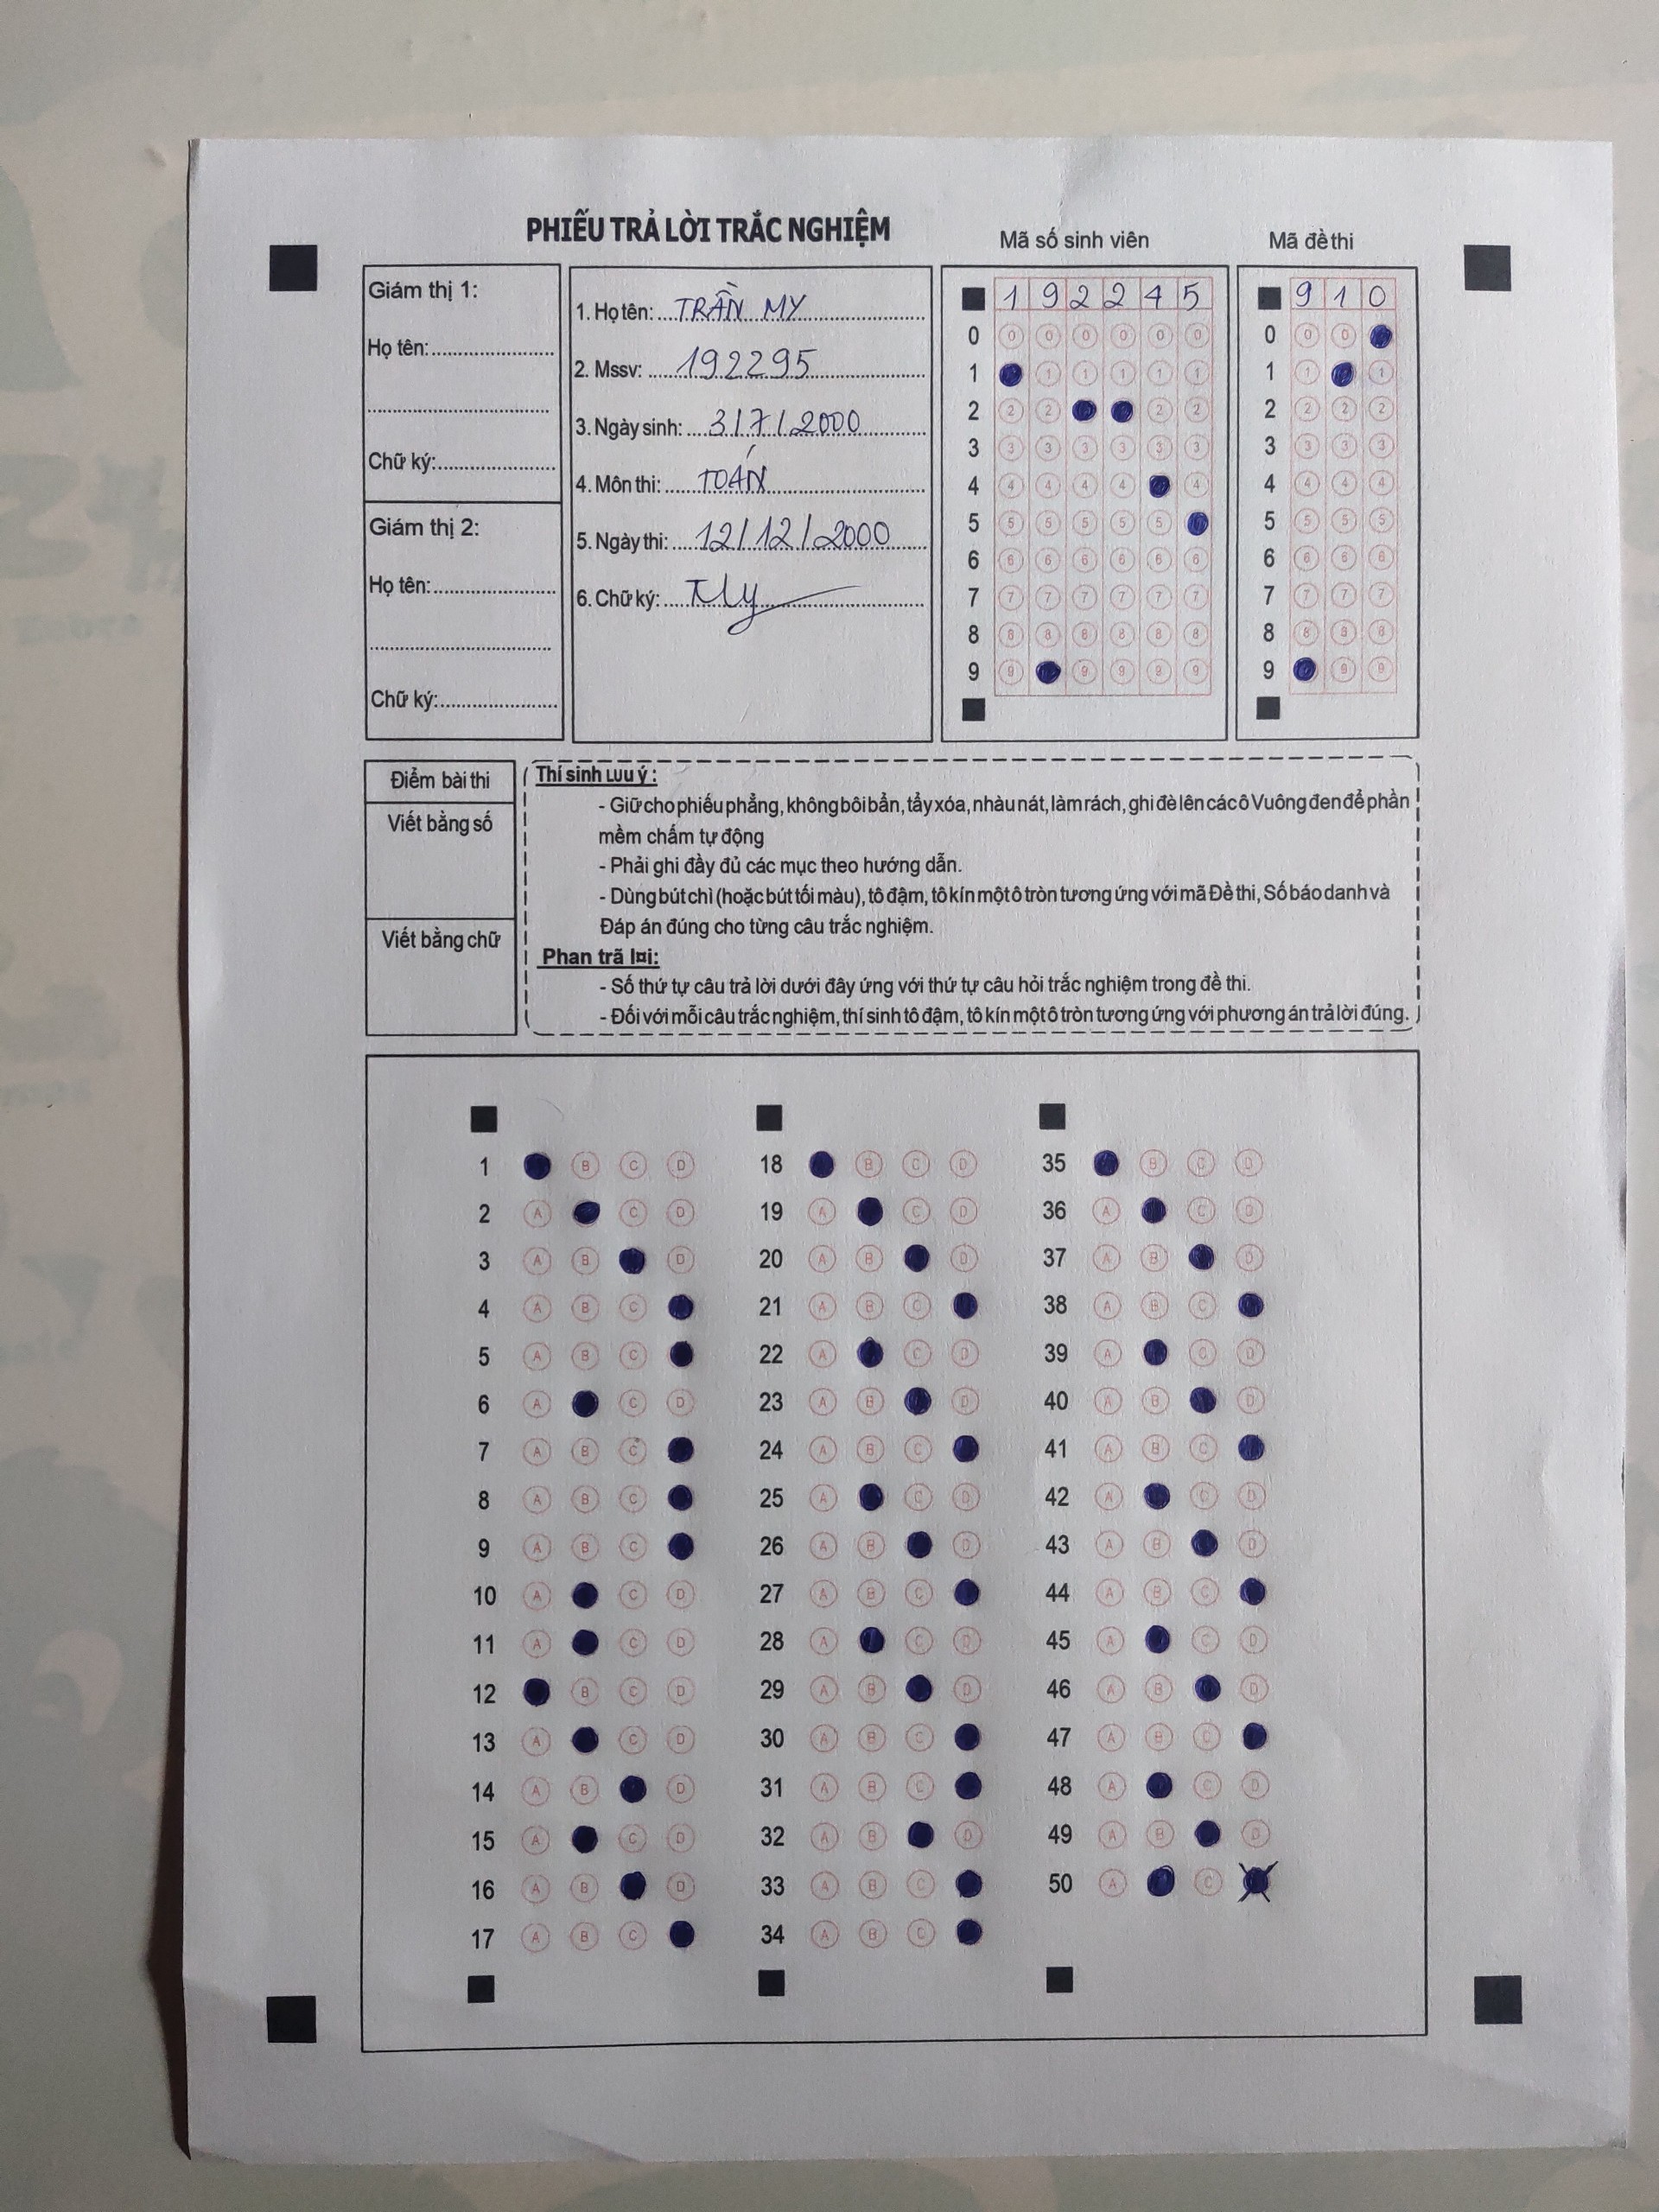 PHIẾU TRẢ LỜI TRẮC NGHIỆM
Mã số sinh viên
Mã đề thi
Giám thị 1:
Họ tên:
Chữ ký:
Giám thị 2:
Họ tên:
Chữ ký:
1. Họ tên: TRẦN MY
2. Mssv: 192295
3. Ngày sinh: 3/7/2000
4. Môn thi: TOÁN
5. Ngày thi: 12/12/2000
6. Chữ ký: TMy
1 9 2 2 4 5
0 0 0 0 0 0 0
1 1 1 1 1 1
2 2 2 2 2
3 3 3 3 3 3 3
4 4 4 4 4 4
5 5 5 5 5 5
6 6 6 6 6 6 6
7 7 7 7 7 7 7
8 8 8 8 8 8 8
9 9 9 9 9 9
9 1 0
0 0 0
1 1 1
2 2 2 2
3 3 3 3
4 4 4 4
5 5 5 5
6 6 6 6
7 7 7 7
8 8 8 8
9 9 9
Điểm bài thi
Viết bằng số
Viết bằng chữ
Thí sinh Lưu ý :
- Giữ cho phiếu phẳng, không bôi bẩn, tẩy xóa, nhàu nát, làm rách, ghi đè lên các ô Vuông đen để phần
mềm chấm tự động
- Phải ghi đầy đủ các mục theo hướng dẫn.
- Dùng bút chì (hoặc bút tối màu), tô đậm, tô kín một ô tròn tương ứng với mã Đề thi, Số báo danh và
Đáp án đúng cho từng câu trắc nghiệm.
Phan trã l¤i:
- Số thứ tự câu trả lời dưới đây ứng với thứ tự câu hỏi trắc nghiệm trong đề thi.
- Đối với mỗi câu trắc nghiệm, thí sinh tô đậm, tô kín một ô tròn tương ứng với phương án trả lời đúng.
1 B C D
2 A C D
3 A B D
4 A B C
5 A B C
6 A C D
7 A B C
8 A B C
9 A B C
10 A C D
11 A C D
12 B C D
13 A C D
14 A B D
15 A C D
16 A B D
17 A B C
18 B C D
19 A C D
20 A B D
21 A B C
22 A C D
23 A B D
24 A B C
25 A C D
26 A B D
27 A B C
28 A C D
29 A B D
30 A B C
31 A B C
32 A B D
33 A B C
34 A B C
35 B C D
36 A C D
37 A B D
38 A B C
39 A C D
40 A B D
41 A B C
42 A C D
43 A B D
44 A B C
45 A C D
46 A B D
47 A B C
48 A C D
49 A B D
50 A C